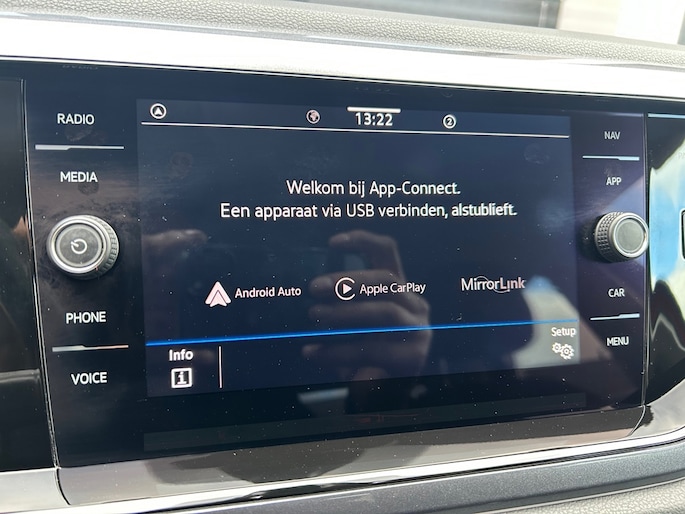 RADIO
MEDIA
PHONE
VOICE
2
13:22
Welkom bij App-Connect.
Een apparaat via USB verbinden, alstublieft.
Android Auto
Apple CarPlay
MirrorLink
Info
Setup
NAV
APP
CAR
MENU